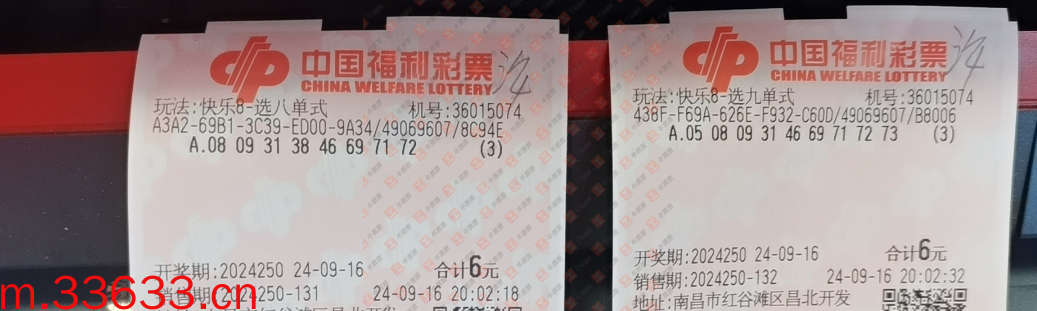 中国福利彩票
CHINA WELFARE LOTTERY
玩法:快乐8-选八单式 机号:36015074
A3A2-69B1-3C39-ED00-9A34/49069607/8C94E
A.08 09 31 38 46 69 71 72 (3)
开奖期:2024250 24-09-16 合计6元
销售期:2024250-131 24-09-16 20:02:18
中国福利彩票
CHINA WELFARE LOTTERY
玩法:快乐8-选九单式 机号:36015074
438F-F69A-626E-F932-C60D/49069607/B8006
A.05 08 09 31 46 69 71 72 73 (3)
开奖期:2024250 24-09-16 合计6元
销售期:2024250-132 24-09-16 20:02:32
地址:南昌市红谷滩区昌北开发
m.33633.cn